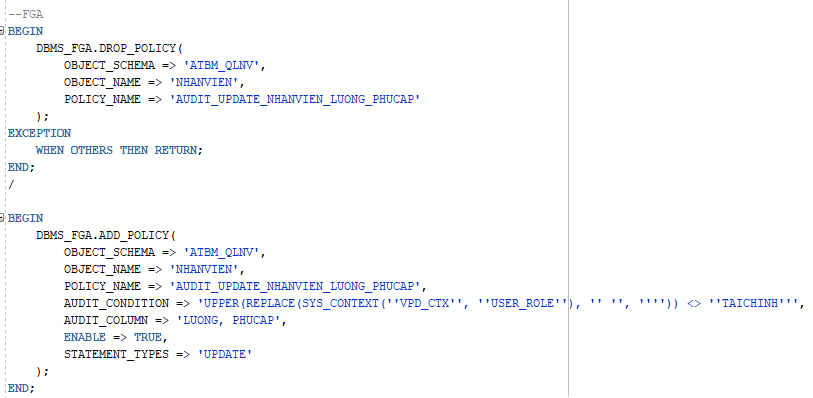 --FGA
BEGIN
    DBMS_FGA.DROP_POLICY(
        OBJECT_SCHEMA => 'ATBM_QLNV',
        OBJECT_NAME => 'NHANVIEN',
        POLICY_NAME => 'AUDIT_UPDATE_NHANVIEN_LUONG_PHUCAP'
    );
EXCEPTION
    WHEN OTHERS THEN RETURN;
END;
/
BEGIN
    DBMS_FGA.ADD_POLICY(
        OBJECT_SCHEMA => 'ATBM_QLNV',
        OBJECT_NAME => 'NHANVIEN',
        POLICY_NAME => 'AUDIT_UPDATE_NHANVIEN_LUONG_PHUCAP',
        AUDIT_CONDITION => 'UPPER(REPLACE(SYS_CONTEXT(''VPD_CTX'', ''USER_ROLE''), '' '', '''')) <> ''TAICHINH''',
        AUDIT_COLUMN => 'LUONG, PHUCAP',
        ENABLE => TRUE,
        STATEMENT_TYPES => 'UPDATE'
    );
END;